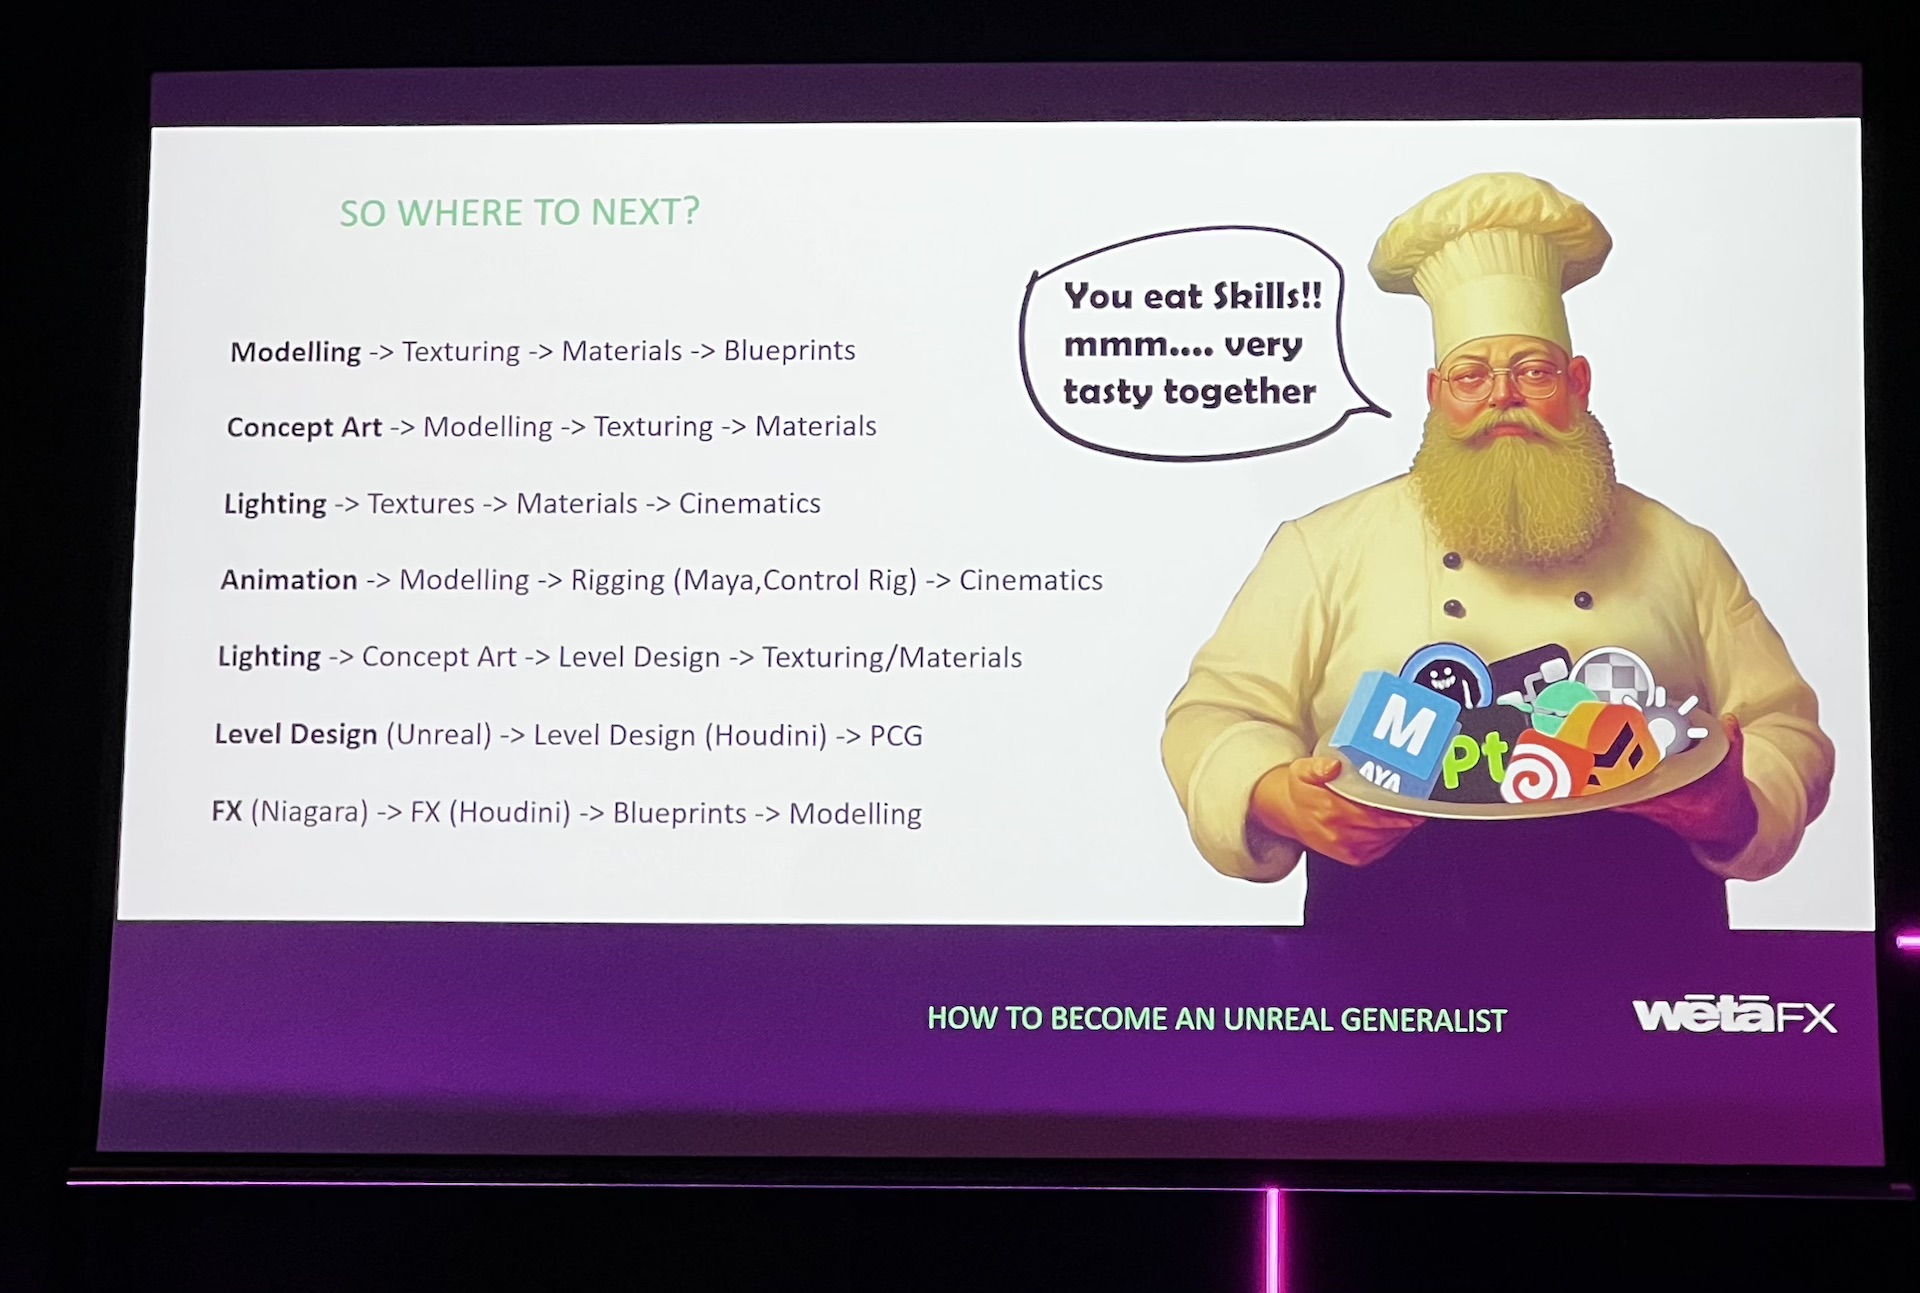 SO WHERE TO NEXT?
You eat Skills!!
mmm.... very
tasty together
Modelling -> Texturing -> Materials -> Blueprints
Concept Art -> Modelling -> Texturing -> Materials
Lighting -> Textures -> Materials -> Cinematics
Animation -> Modelling -> Rigging (Maya,Control Rig) -> Cinematics
Lighting -> Concept Art -> Level Design -> Texturing/Materials
Level Design (Unreal) -> Level Design (Houdini) -> PCG
FX (Niagara) -> FX (Houdini) -> Blueprints -> Modelling
M
AYA
Pt
HOW TO BECOME AN UNREAL GENERALIST
wētāFX